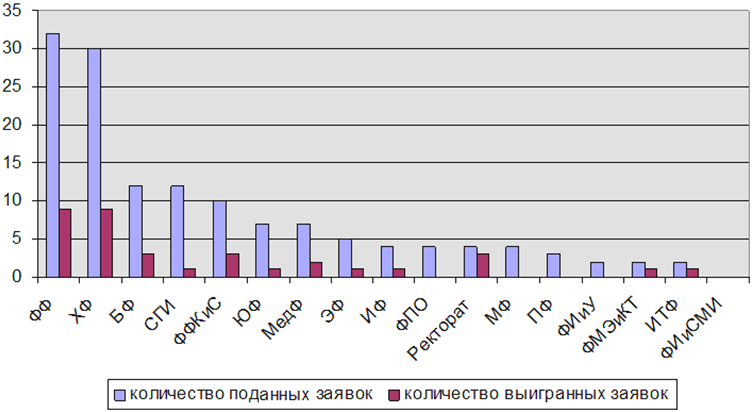 35
30
25
20
15
10
5
0
ФФ
ХФ
БФ
СГИ
ФФКиС
ЮФ
МедФ
ЭФ
ИФ
ФПО
Ректорат
МФ
ПФ
ФИиУ
ФМЭиКТ
ИТФ
ФИиСМИ
количество поданных заявок
количество выигранных заявок